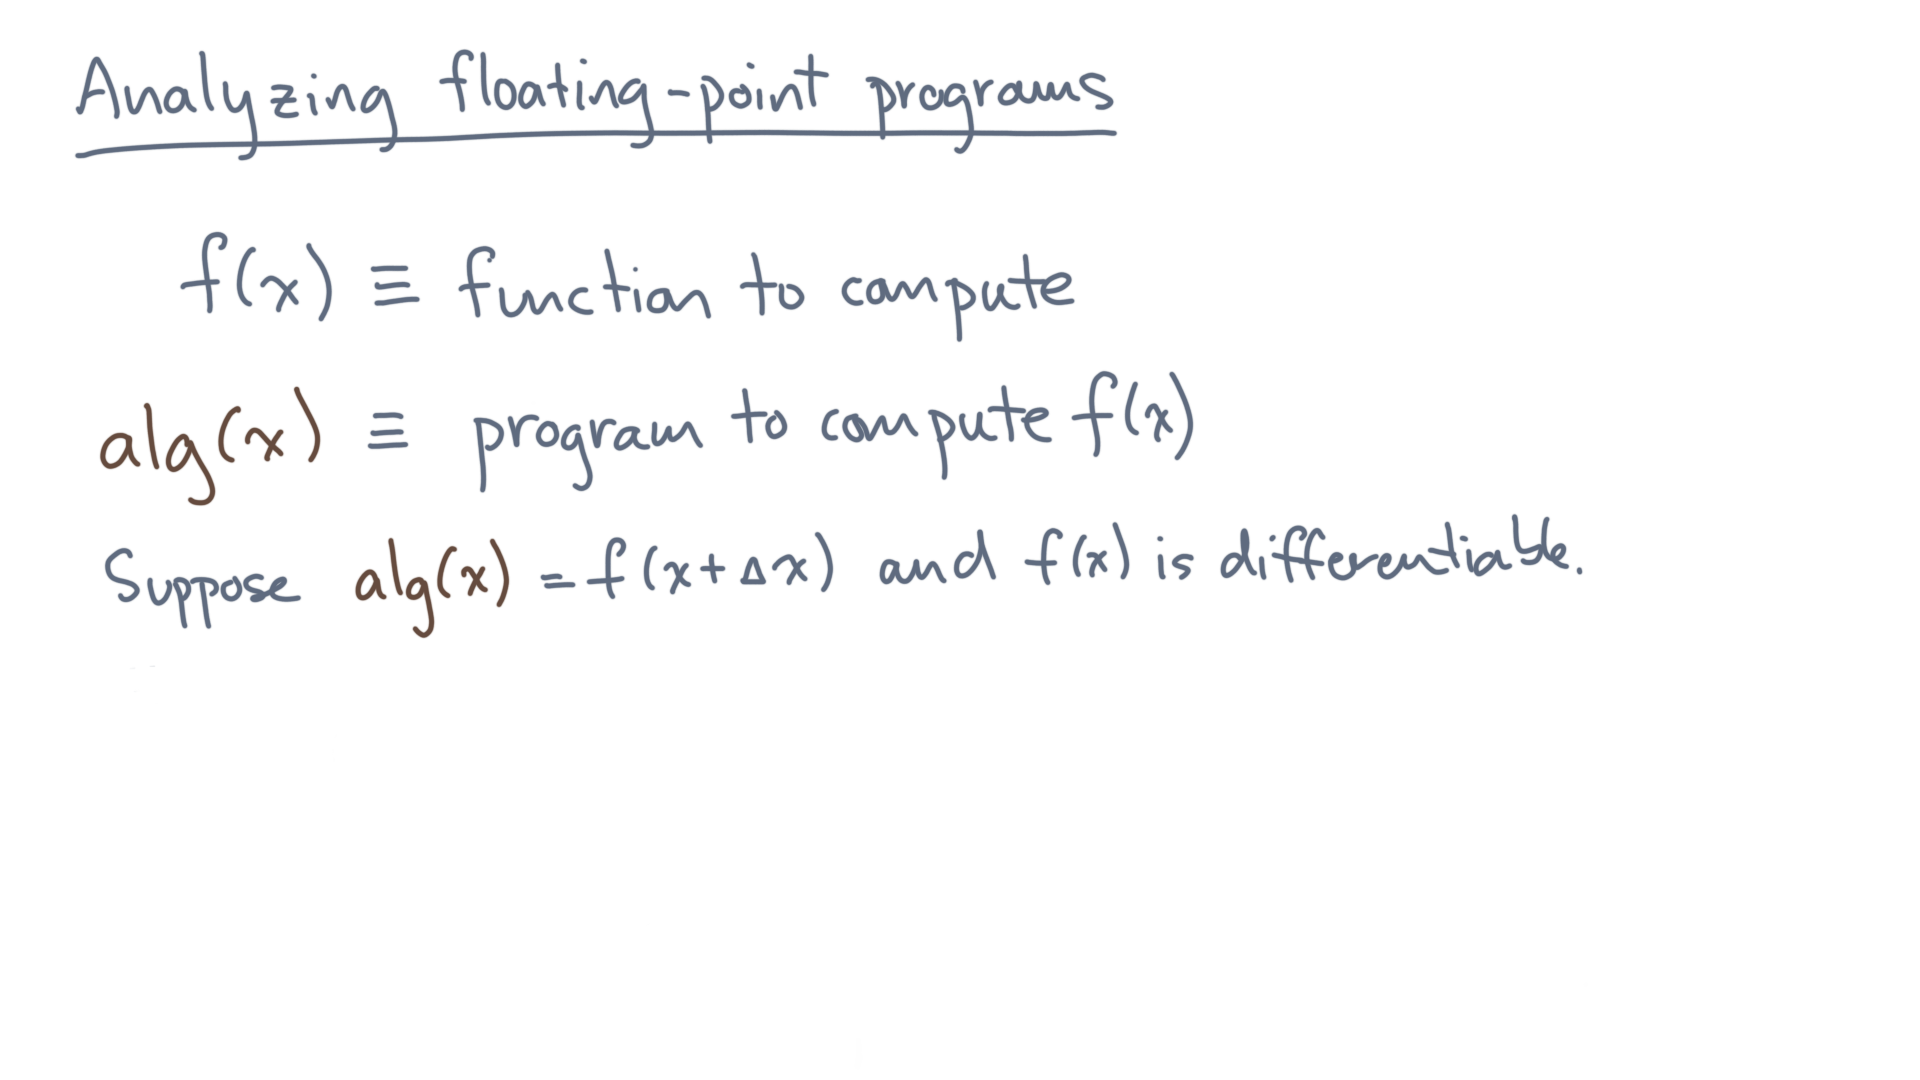 Analyzing floating-point programs
f(x) ≡ function to compute
alg(x) ≡ program to compute f(x)
Suppose alg(x) = f(x+Δx) and f(x) is differentiable.